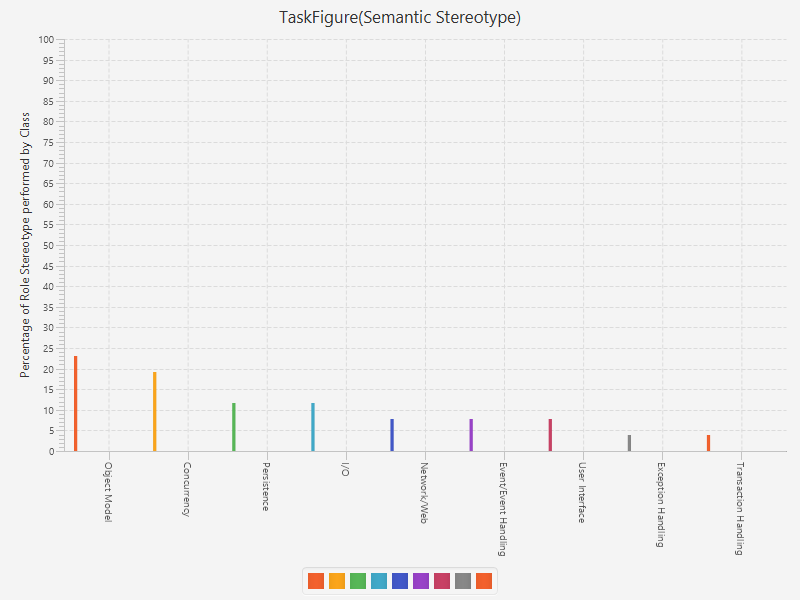 TaskFigure(Semantic Stereotype)
Percentage of Role Stereotype performed by Class
100
95
90
85
80
75
70
65
60
55
50
45
40
35
30
25
20
15
10
5
0
Object Model
Concurrency
Persistence
I/O
Network/Web
Event/Event Handling
User Interface
Exception Handling
Transaction Handling